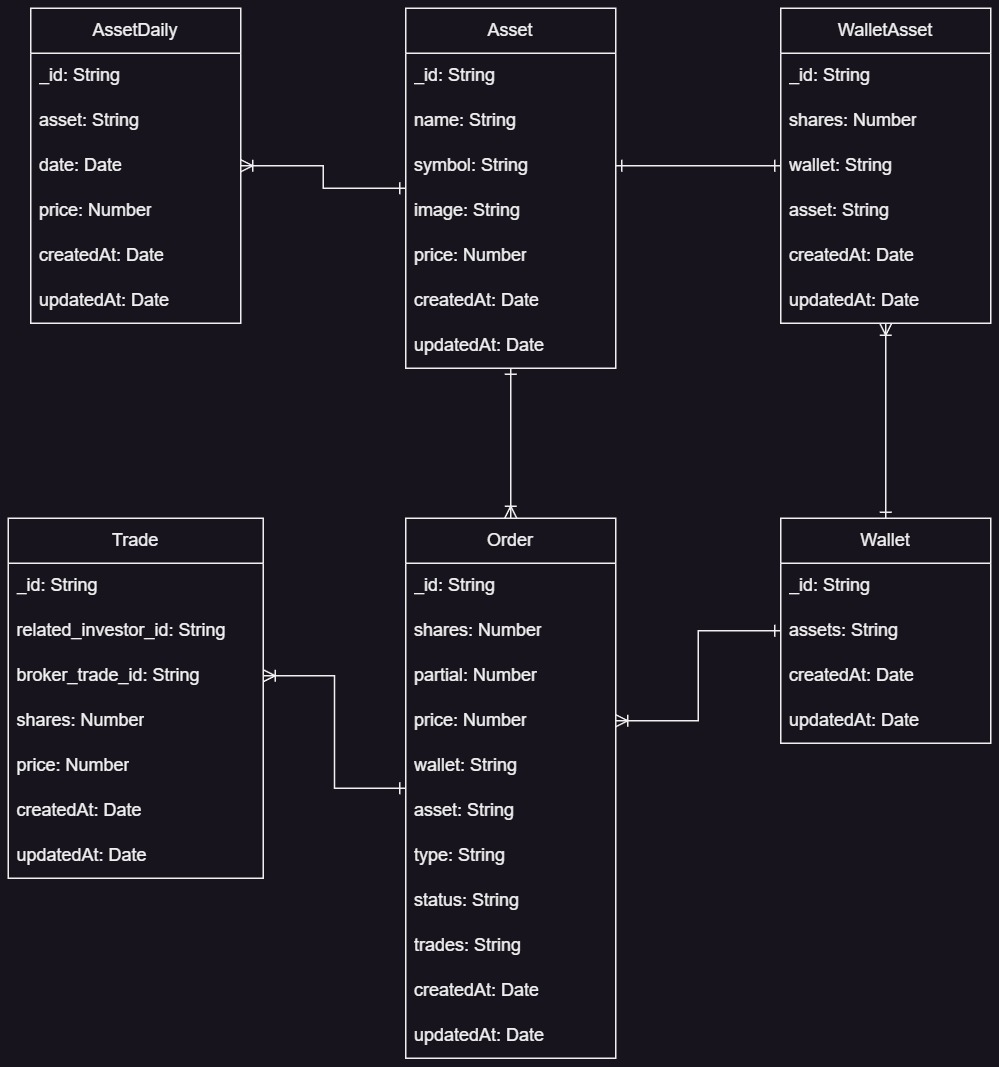 AssetDaily
_id: String
asset: String
date: Date
price: Number
createdAt: Date
updatedAt: Date
Asset
_id: String
name: String
symbol: String
image: String
price: Number
createdAt: Date
updatedAt: Date
WalletAsset
_id: String
shares: Number
wallet: String
asset: String
createdAt: Date
updatedAt: Date
Trade
_id: String
related_investor_id: String
broker_trade_id: String
shares: Number
price: Number
createdAt: Date
updatedAt: Date
Order
_id: String
shares: Number
partial: Number
price: Number
wallet: String
asset: String
type: String
status: String
trades: String
createdAt: Date
updatedAt: Date
Wallet
_id: String
assets: String
createdAt: Date
updatedAt: Date